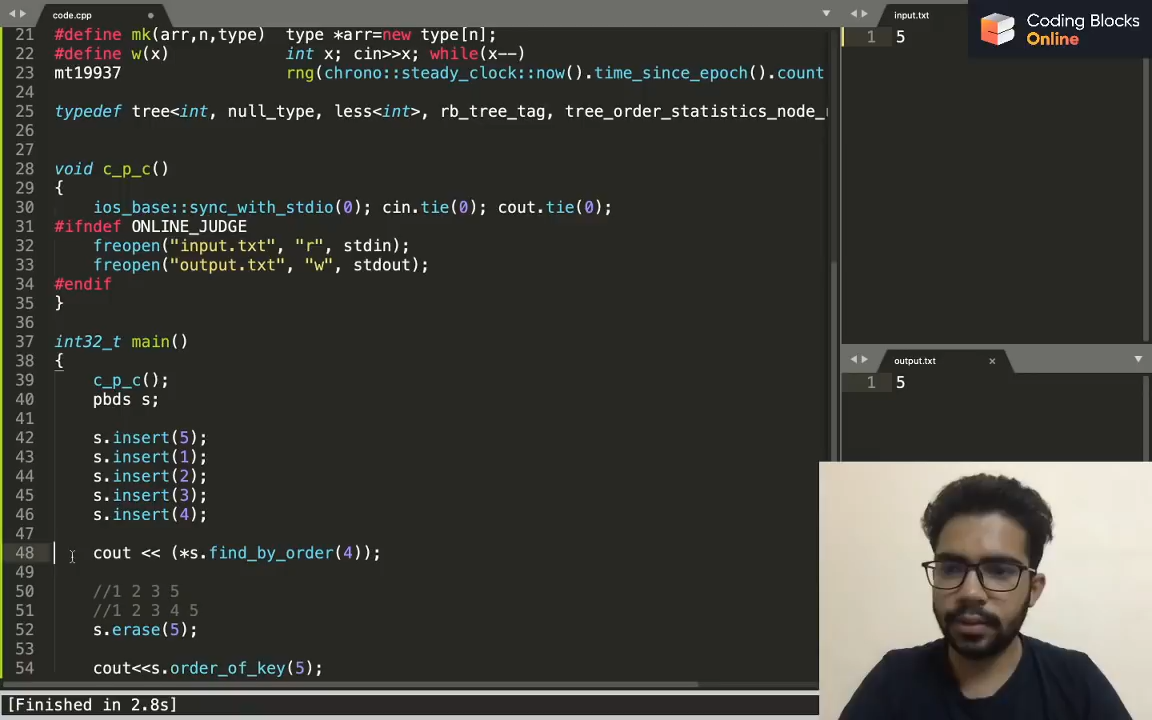 code.cpp
21 #define mk(arr,n,type)  type *arr=new type[n];
22 #define w(x)            int x; cin>>x; while(x--)
23 mt19937                 rng(chrono::steady_clock::now().time_since_epoch().count
24
25 typedef tree<int, null_type, less<int>, rb_tree_tag, tree_order_statistics_node_
26
27
28 void c_p_c()
29 {
30     ios_base::sync_with_stdio(0); cin.tie(0); cout.tie(0);
31 #ifndef ONLINE_JUDGE
32     freopen("input.txt", "r", stdin);
33     freopen("output.txt", "w", stdout);
34 #endif
35 }
36
37 int32_t main()
38 {
39     c_p_c();
40     pbds s;
41
42     s.insert(5);
43     s.insert(1);
44     s.insert(2);
45     s.insert(3);
46     s.insert(4);
47
48     cout << (*s.find_by_order(4));
49
50     //1 2 3 5
51     //1 2 3 4 5
52     s.erase(5);
53
54     cout<<s.order_of_key(5);
[Finished in 2.8s]
input.txt
1 5
output.txt
1 5
Coding Blocks
Online